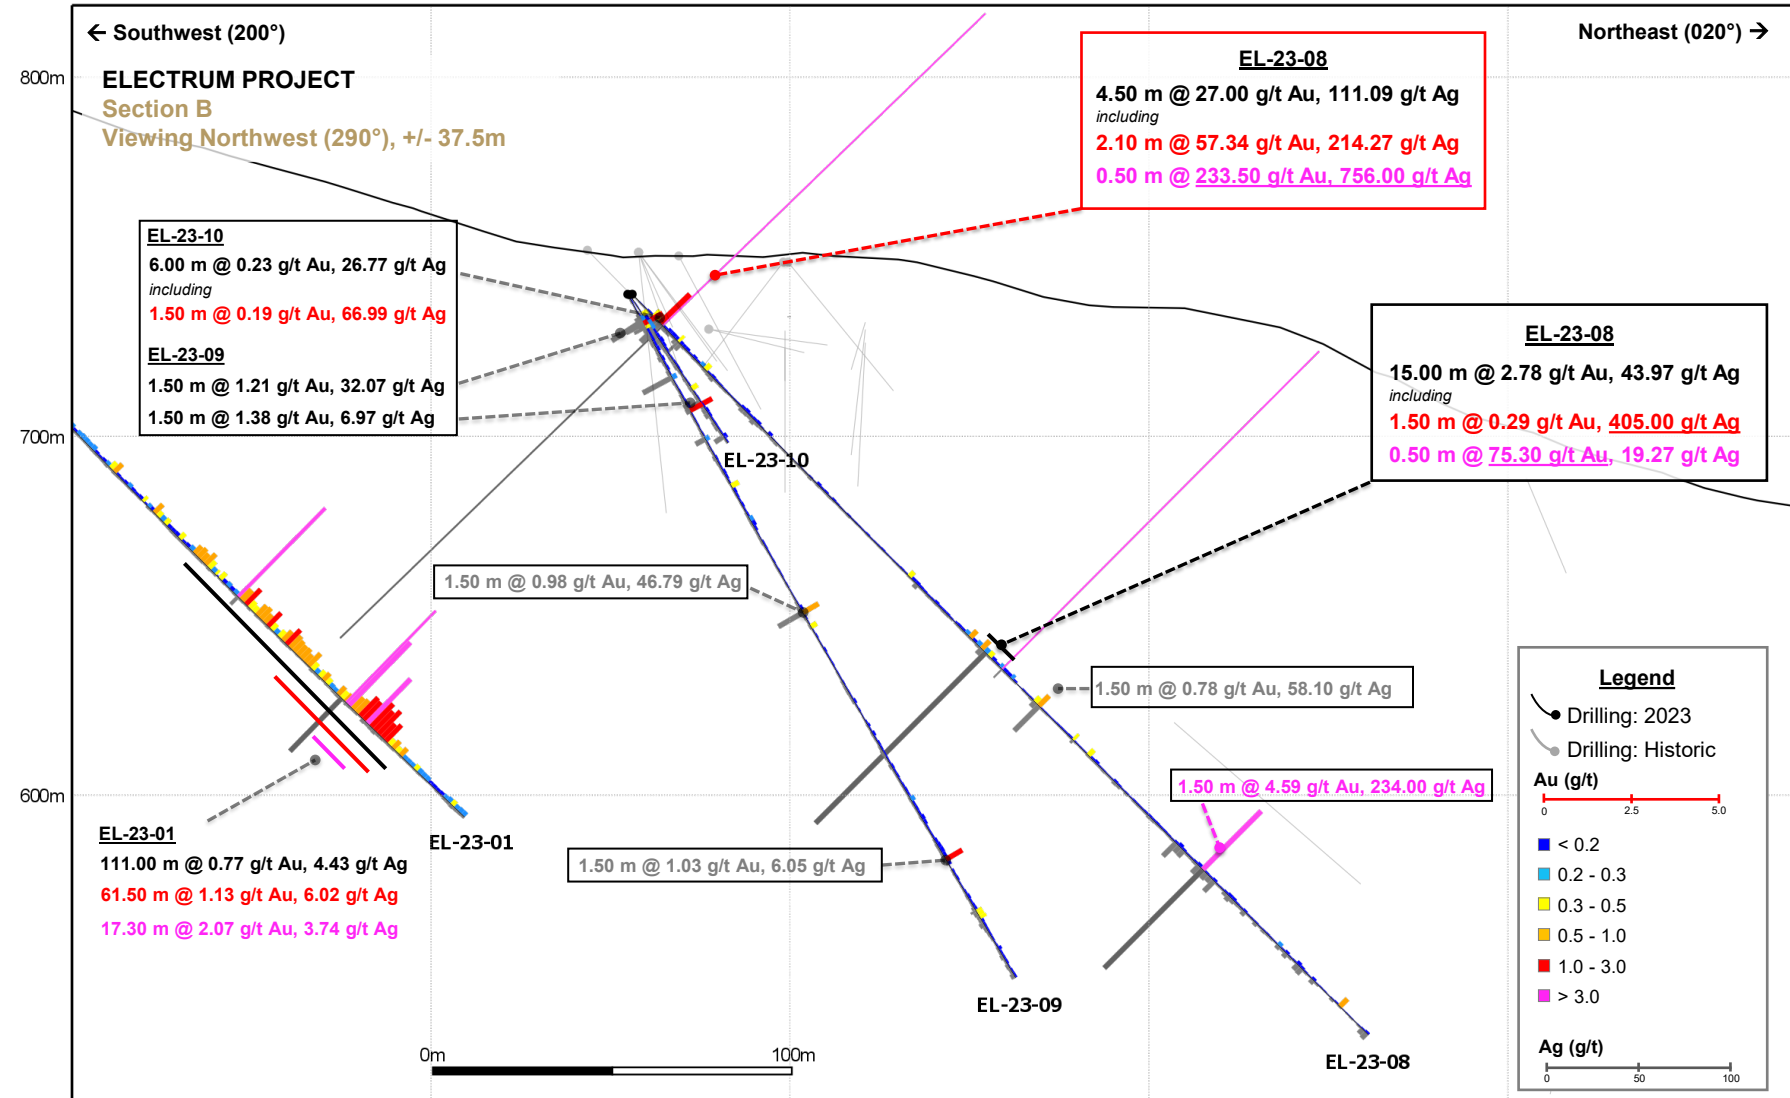 ← Southwest (200°)
Northeast (020°) →
ELECTRUM PROJECT
Section B
Viewing Northwest (290°), +/- 37.5m
800m
700m
600m
EL-23-08
4.50 m @ 27.00 g/t Au, 111.09 g/t Ag
including
2.10 m @ 57.34 g/t Au, 214.27 g/t Ag
0.50 m @ 233.50 g/t Au, 756.00 g/t Ag
EL-23-10
6.00 m @ 0.23 g/t Au, 26.77 g/t Ag
including
1.50 m @ 0.19 g/t Au, 66.99 g/t Ag
EL-23-09
1.50 m @ 1.21 g/t Au, 32.07 g/t Ag
1.50 m @ 1.38 g/t Au, 6.97 g/t Ag
EL-23-08
15.00 m @ 2.78 g/t Au, 43.97 g/t Ag
including
1.50 m @ 0.29 g/t Au, 405.00 g/t Ag
0.50 m @ 75.30 g/t Au, 19.27 g/t Ag
EL-23-10
1.50 m @ 0.98 g/t Au, 46.79 g/t Ag
1.50 m @ 0.78 g/t Au, 58.10 g/t Ag
1.50 m @ 4.59 g/t Au, 234.00 g/t Ag
1.50 m @ 1.03 g/t Au, 6.05 g/t Ag
EL-23-01
EL-23-01
111.00 m @ 0.77 g/t Au, 4.43 g/t Ag
61.50 m @ 1.13 g/t Au, 6.02 g/t Ag
17.30 m @ 2.07 g/t Au, 3.74 g/t Ag
EL-23-09
EL-23-08
0m
100m
Legend
Drilling: 2023
Drilling: Historic
Au (g/t)
0 2.5 5.0
< 0.2
0.2 - 0.3
0.3 - 0.5
0.5 - 1.0
1.0 - 3.0
> 3.0
Ag (g/t)
0 50 100